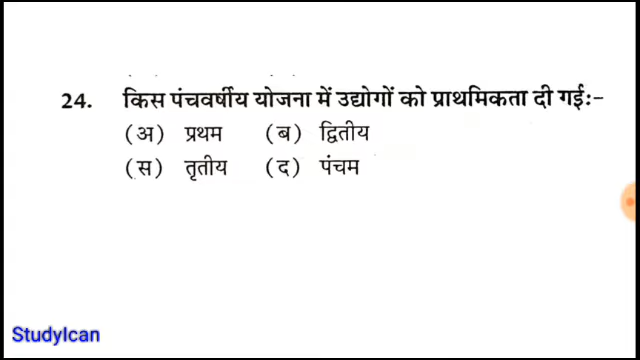 24. किस पंचवर्षीय योजना में उद्योगों को प्राथमिकता दी गई:-
(अ) प्रथम (ब) द्वितीय
(स) तृतीय (द) पंचम
StudyIcan